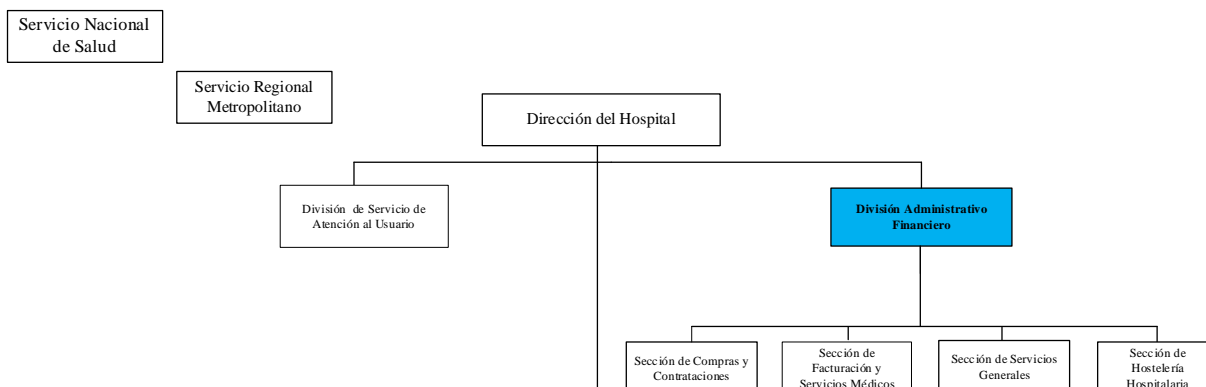 Servicio Nacional
de Salud
Servicio Regional
Metropolitano
Dirección del Hospital
División de Servicio de
Atención al Usuario
División Administrativo
Financiero
Sección de Compras y
Contrataciones
Sección de
Facturación y
Servicios Médicos
Sección de Servicios
Generales
Sección de
Hostelería
Hospitalaria